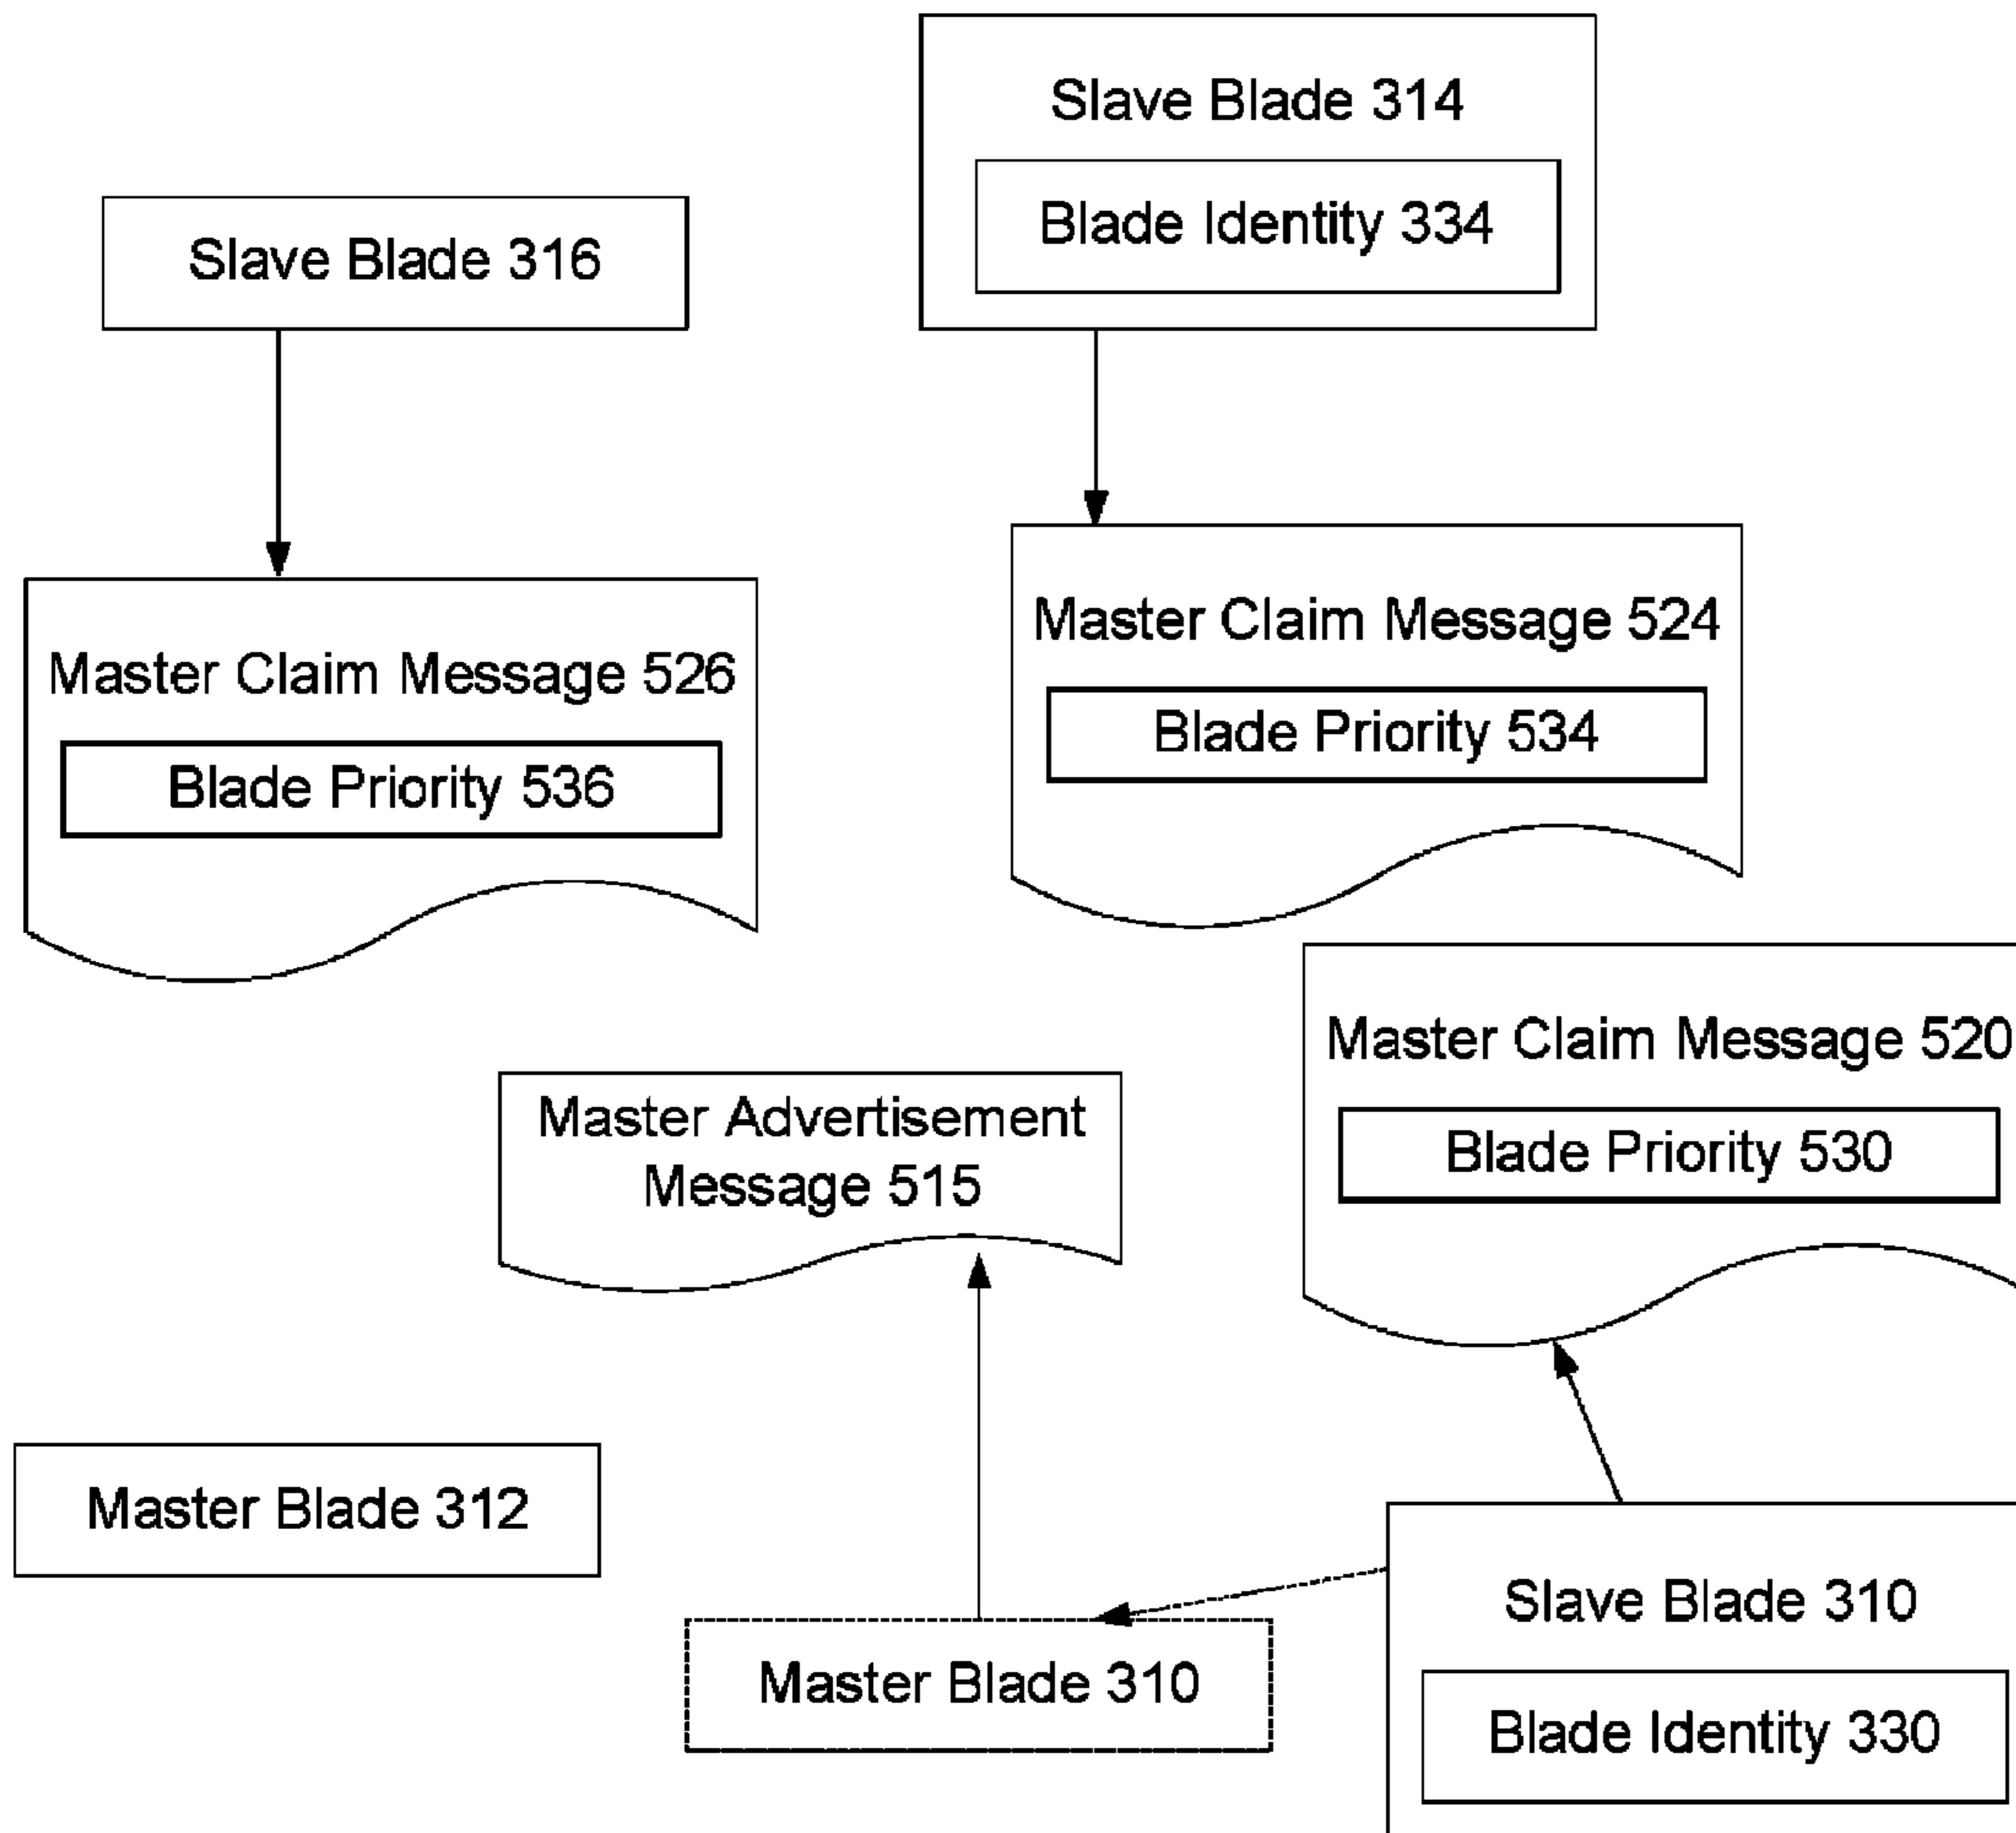 Slave Blade 314
Blade Identity 334
Slave Blade 316
Master Claim Message 524
Blade Priority 534
Master Claim Message 526
Blade Priority 536
Master Claim Message 520
Blade Priority 530
Master Advertisement
Message 515
Master Blade 312
Slave Blade 310
Blade Identity 330
Master Blade 310